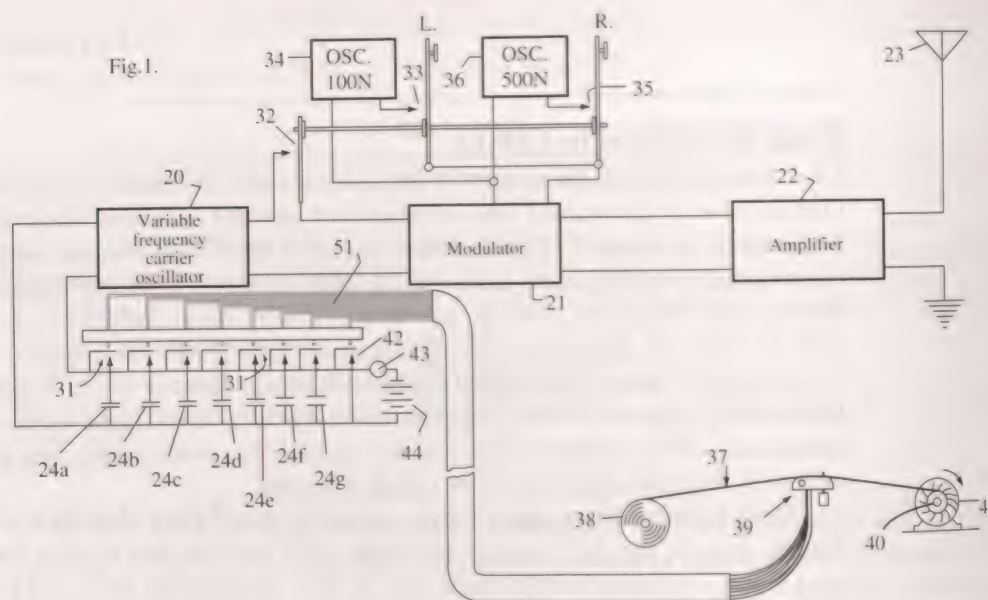 L.
R.
23
34
OSC.
100N
36
OSC.
500N
Fig.1.
33
35
32
20
22
Variable
frequency
carrier
oscillator
51
Modulator
Amplifier
21
42
43
31
31
44
24a
24b
24c
24d
24e
24f
24g
37
38
39
40
4